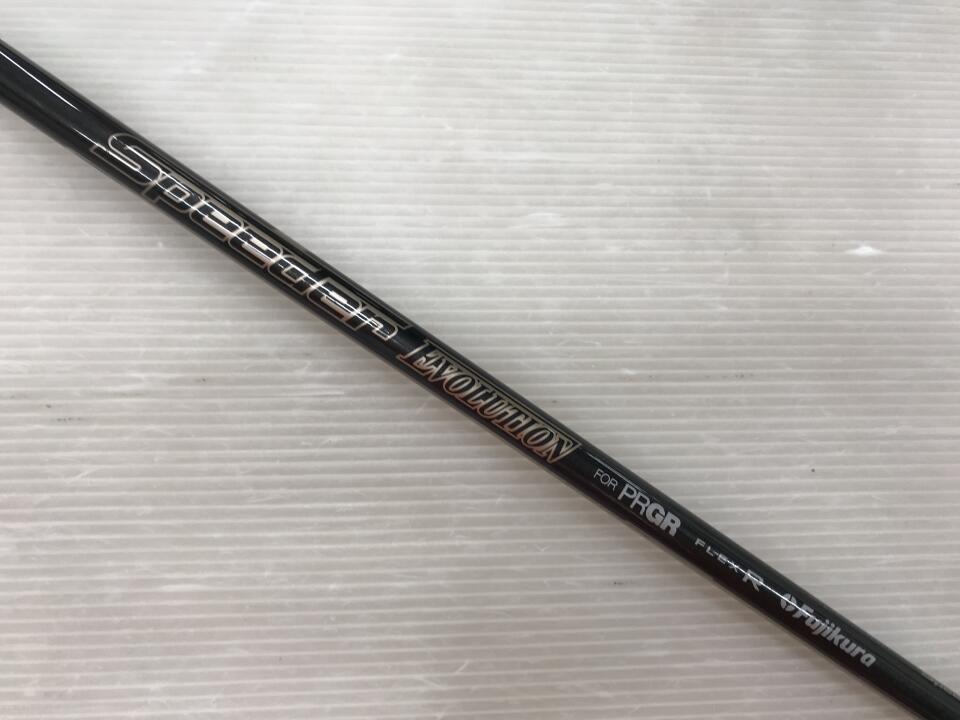 Speeder EVOLUTION FOR PRGR FLEX R Fujikura